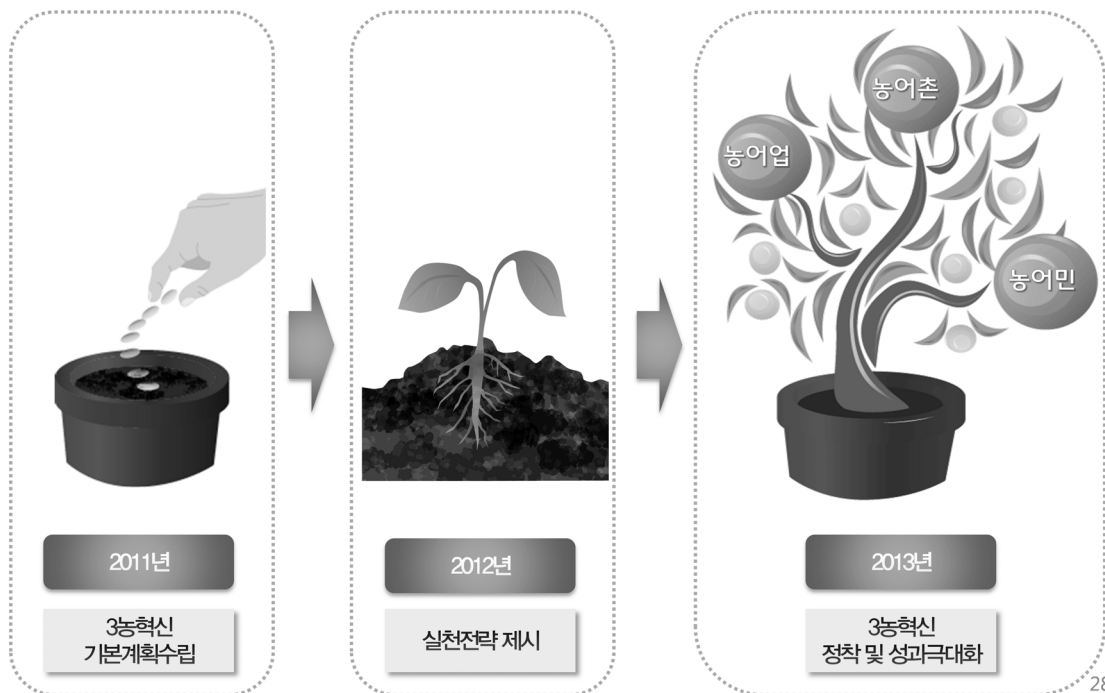 농어촌
농어업
농어민
2011년
3농혁신
기본계획수립
2012년
실천전략 제시
2013년
3농혁신
정착 및 성과극대화
28